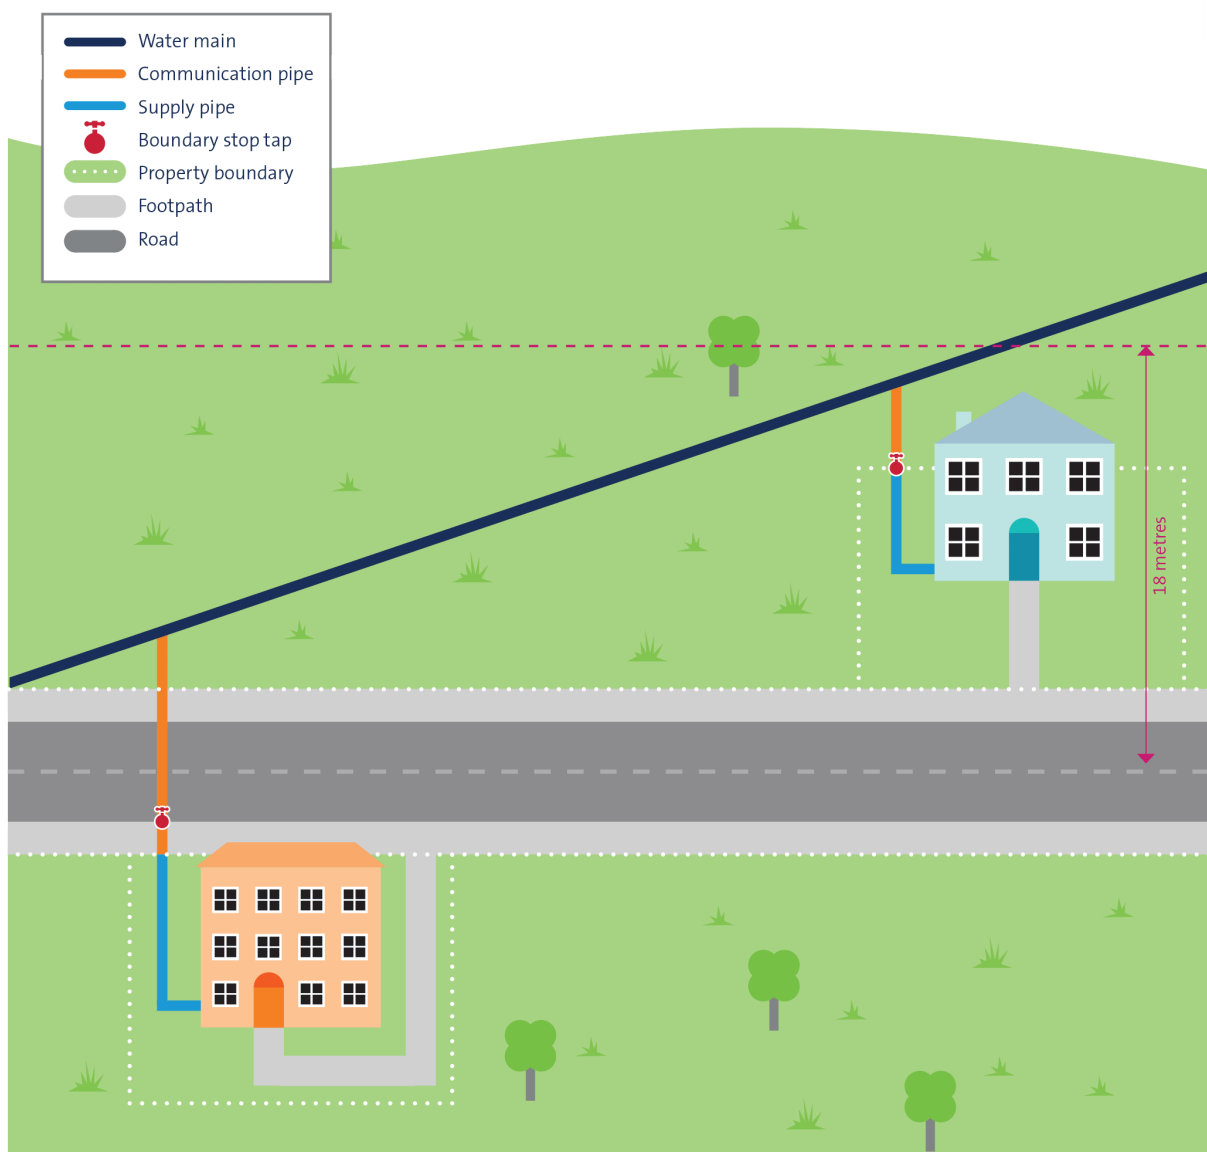 Water main
Communication pipe
Supply pipe
Boundary stop tap
Property boundary
Footpath
Road
18 metres